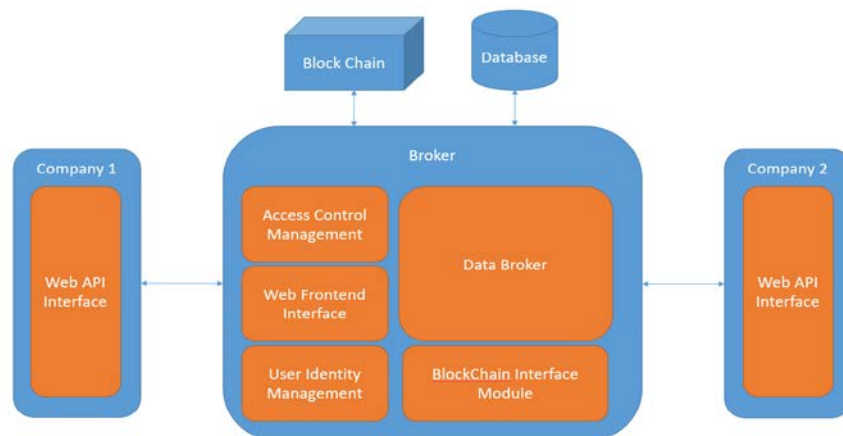 Block Chain
Database
Broker
Company 1
Web API
Interface
Access Control
Management
Web Frontend
Interface
User Identity
Management
Data Broker
BlockChain Interface
Module
Company 2
Web API
Interface